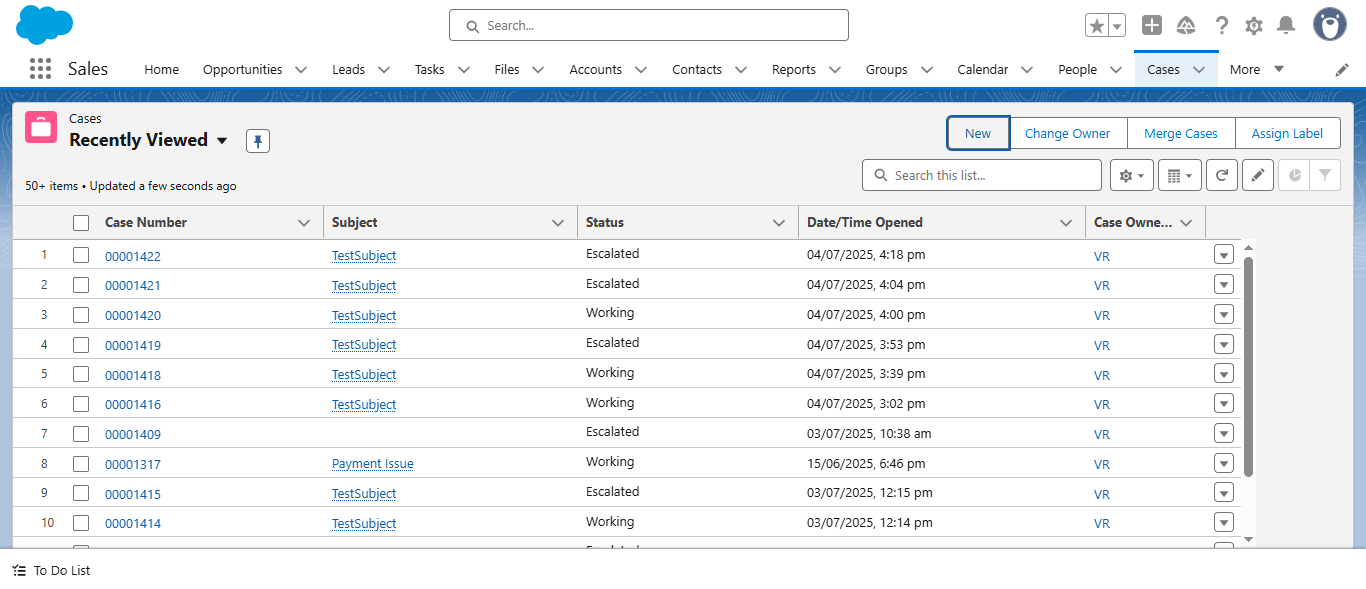 Search...
Sales
Home
Opportunities
Leads
Tasks
Files
Accounts
Contacts
Reports
Groups
Calendar
People
Cases
More
Cases
Recently Viewed
New
Change Owner
Merge Cases
Assign Label
50+ items • Updated a few seconds ago
Search this list...
Case Number Subject Status Date/Time Opened Case Owne...
1 00001422 TestSubject Escalated 04/07/2025, 4:18 pm VR
2 00001421 TestSubject Escalated 04/07/2025, 4:04 pm VR
3 00001420 TestSubject Working 04/07/2025, 4:00 pm VR
4 00001419 TestSubject Escalated 04/07/2025, 3:53 pm VR
5 00001418 TestSubject Working 04/07/2025, 3:39 pm VR
6 00001416 TestSubject Working 04/07/2025, 3:02 pm VR
7 00001409 Escalated 03/07/2025, 10:38 am VR
8 00001317 Payment Issue Working 15/06/2025, 6:46 pm VR
9 00001415 TestSubject Escalated 03/07/2025, 12:15 pm VR
10 00001414 TestSubject Working 03/07/2025, 12:14 pm VR
To Do List